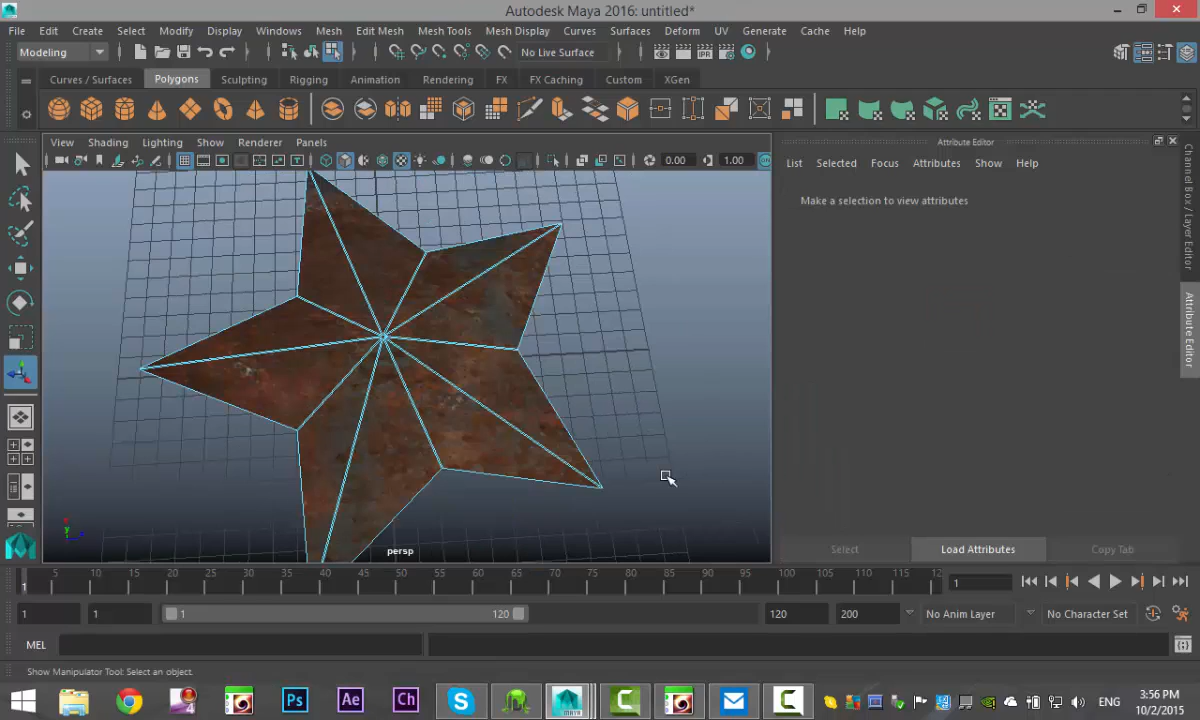 Autodesk Maya 2016: untitled*
File Edit Create Select Modify Display Windows Mesh Edit Mesh Mesh Tools Mesh Display Curves Surfaces Deform UV Generate Cache Help
Modeling No Live Surface
Curves / Surfaces Polygons Sculpting Rigging Animation Rendering FX FX Caching Custom XGen
View Shading Lighting Show Renderer Panels
0.00 1.00
persp
Attribute Editor
List Selected Focus Attributes Show Help
Make a selection to view attributes
Select Load Attributes Copy Tab
Channel Box / Layer Editor
Attribute Editor
1 5 10 15 20 25 30 35 40 45 50 55 60 65 70 75 80 85 90 95 100 105 110 115 12
1
1 1 1 120 120 200 No Anim Layer No Character Set
MEL
Show Manipulator Tool: Select an object.
Ps Ae Ch
ENG
3:56 PM
10/2/2015